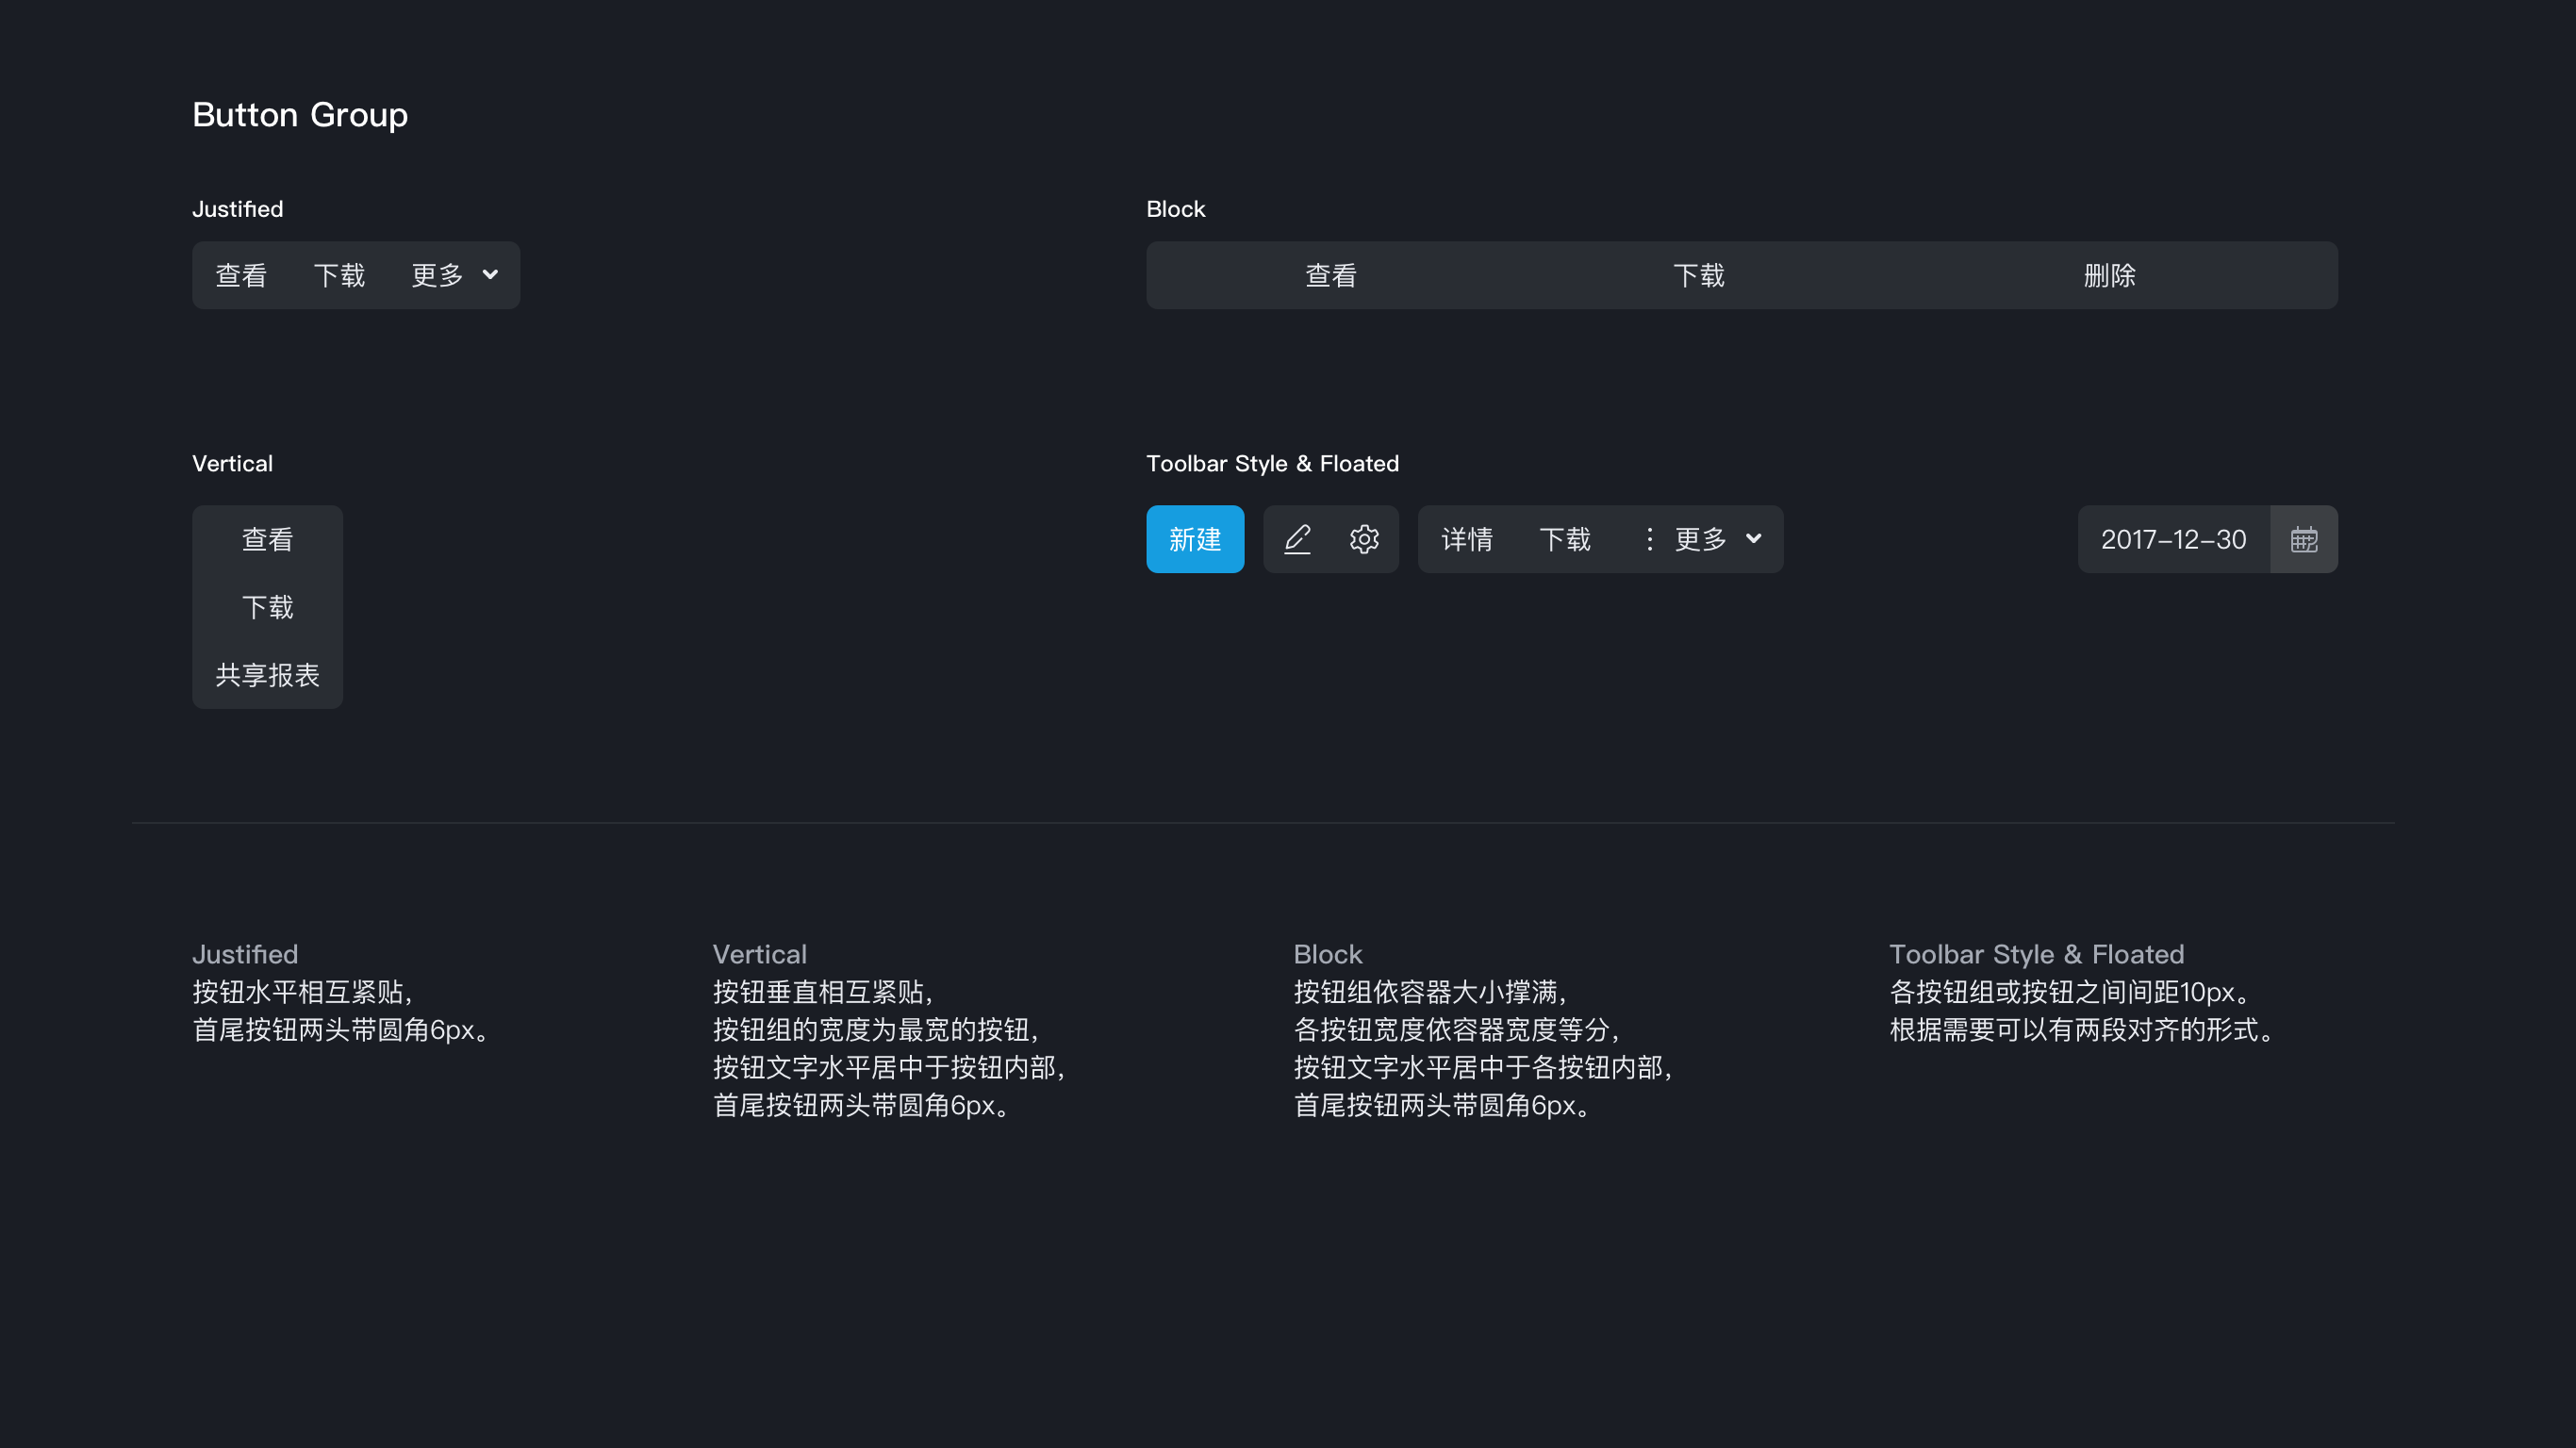 Button Group
Justified
查看 下载 更多
Block
查看 下载 删除
Vertical
查看
下载
共享报表
Toolbar Style & Floated
新建 详情 下载 更多 2017-12-30
Justified
按钮水平相互紧贴，
首尾按钮两头带圆角6px。
Vertical
按钮垂直相互紧贴，
按钮组的宽度为最宽的按钮，
按钮文字水平居中于按钮内部，
首尾按钮两头带圆角6px。
Block
按钮组依容器大小撑满，
各按钮宽度依容器宽度等分，
按钮文字水平居中于各按钮内部，
首尾按钮两头带圆角6px。
Toolbar Style & Floated
各按钮组或按钮之间间距10px。
根据需要可以有两段对齐的形式。